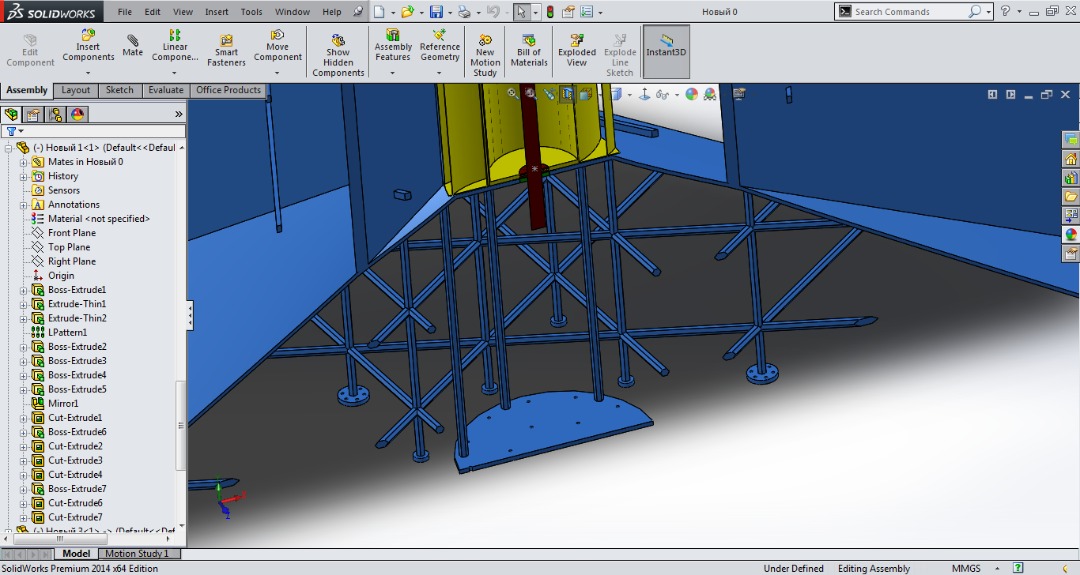 SOLIDWORKS
File Edit View Insert Tools Window Help
Новый 0
Search Commands
Edit Component
Insert Components
Mate
Linear Compone...
Smart Fasteners
Move Component
Show Hidden Components
Assembly Features
Reference Geometry
New Motion Study
Bill of Materials
Exploded View
Explode Line Sketch
Instant3D
Assembly Layout Sketch Evaluate Office Products
(-) Новый 1<1> (Default<<Defaul
Mates in Новый 0
History
Sensors
Annotations
Material <not specified>
Front Plane
Top Plane
Right Plane
Origin
Boss-Extrude1
Extrude-Thin1
Extrude-Thin2
LPattern1
Boss-Extrude2
Boss-Extrude3
Boss-Extrude4
Boss-Extrude5
Mirror1
Cut-Extrude1
Boss-Extrude6
Cut-Extrude2
Cut-Extrude3
Cut-Extrude4
Boss-Extrude7
Cut-Extrude6
Cut-Extrude7
Model Motion Study 1
SolidWorks Premium 2014 x64 Edition Under Defined Editing Assembly MMGS